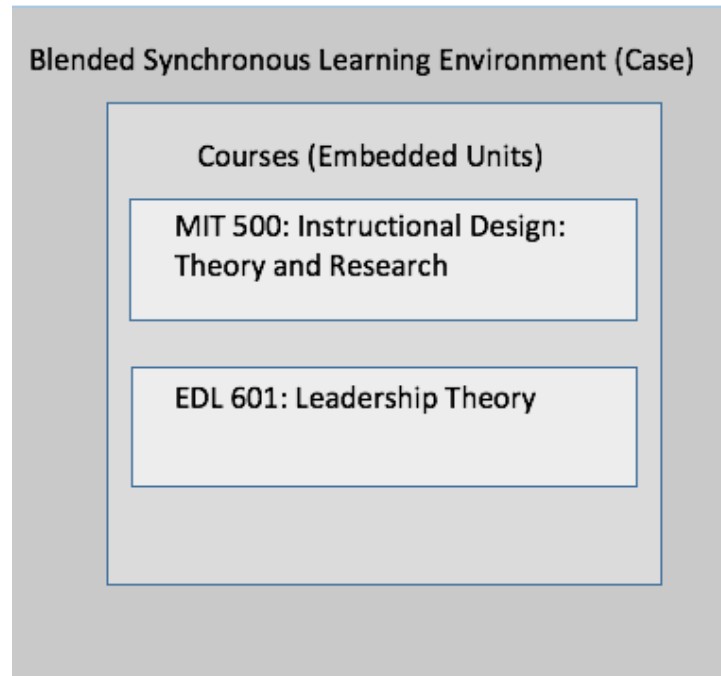 Blended Synchronous Learning Environment (Case)
Courses (Embedded Units)
MIT 500: Instructional Design:
Theory and Research
EDL 601: Leadership Theory